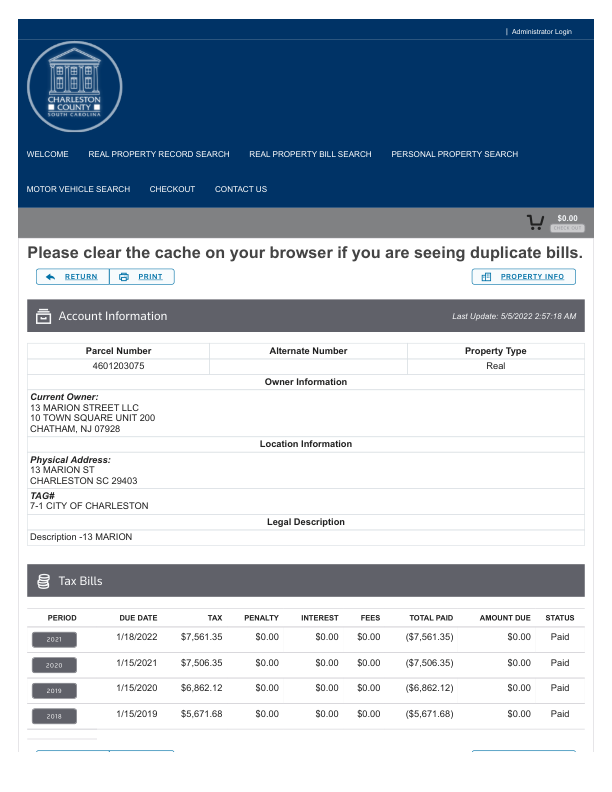 | Administrator Login
CHARLESTON
COUNTY
SOUTH CAROLINA
WELCOME REAL PROPERTY RECORD SEARCH REAL PROPERTY BILL SEARCH PERSONAL PROPERTY SEARCH
MOTOR VEHICLE SEARCH CHECKOUT CONTACT US
$0.00
CHECK OUT
Please clear the cache on your browser if you are seeing duplicate bills.
RETURN PRINT PROPERTY INFO
Account Information Last Update: 5/5/2022 2:57:18 AM
Parcel Number Alternate Number Property Type
4601203075 Real
Owner Information
Current Owner:
13 MARION STREET LLC
10 TOWN SQUARE UNIT 200
CHATHAM, NJ 07928
Location Information
Physical Address:
13 MARION ST
CHARLESTON SC 29403
TAG#
7-1 CITY OF CHARLESTON
Legal Description
Description -13 MARION
Tax Bills
PERIOD DUE DATE TAX PENALTY INTEREST FEES TOTAL PAID AMOUNT DUE STATUS
2021 1/18/2022 $7,561.35 $0.00 $0.00 $0.00 ($7,561.35) $0.00 Paid
2020 1/15/2021 $7,506.35 $0.00 $0.00 $0.00 ($7,506.35) $0.00 Paid
2019 1/15/2020 $6,862.12 $0.00 $0.00 $0.00 ($6,862.12) $0.00 Paid
2018 1/15/2019 $5,671.68 $0.00 $0.00 $0.00 ($5,671.68) $0.00 Paid